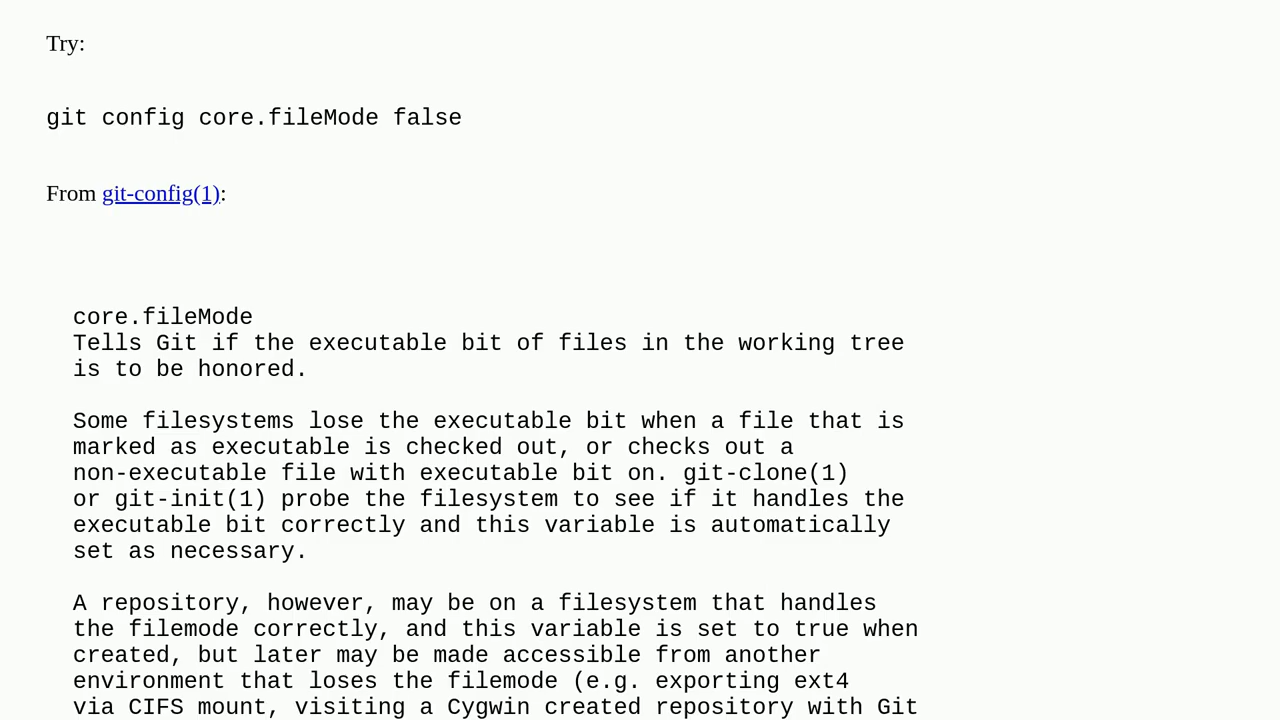 Try:
git config core.fileMode false
From git-config(1):
core.fileMode
Tells Git if the executable bit of files in the working tree
is to be honored.
Some filesystems lose the executable bit when a file that is
marked as executable is checked out, or checks out a
non-executable file with executable bit on. git-clone(1)
or git-init(1) probe the filesystem to see if it handles the
executable bit correctly and this variable is automatically
set as necessary.
A repository, however, may be on a filesystem that handles
the filemode correctly, and this variable is set to true when
created, but later may be made accessible from another
environment that loses the filemode (e.g. exporting ext4
via CIFS mount, visiting a Cygwin created repository with Git